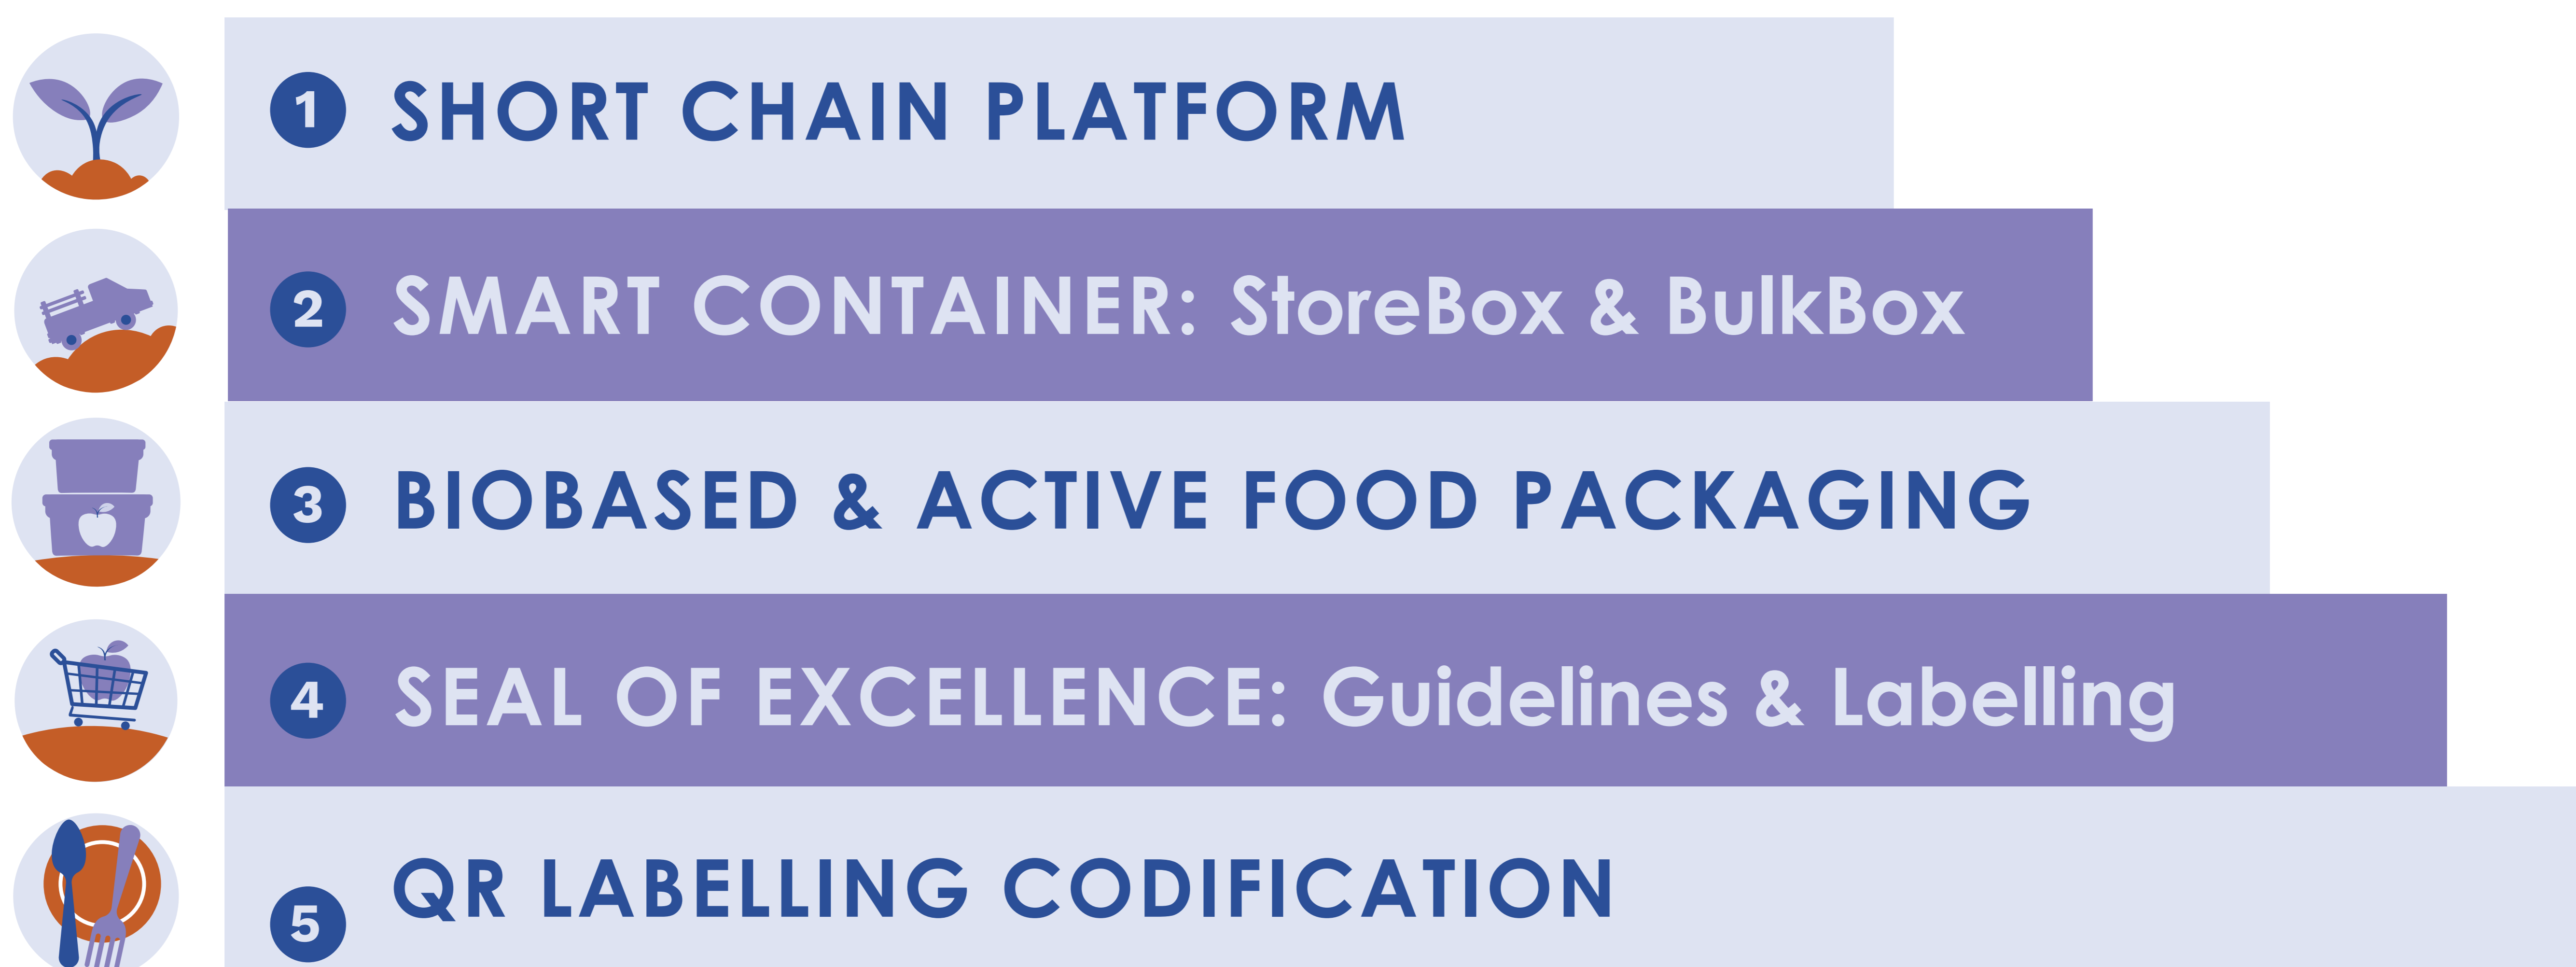 1 SHORT CHAIN PLATFORM
2 SMART CONTAINER: StoreBox & BulkBox
3 BIOBASED & ACTIVE FOOD PACKAGING
4 SEAL OF EXCELLENCE: Guidelines & Labelling
5 QR LABELLING CODIFICATION